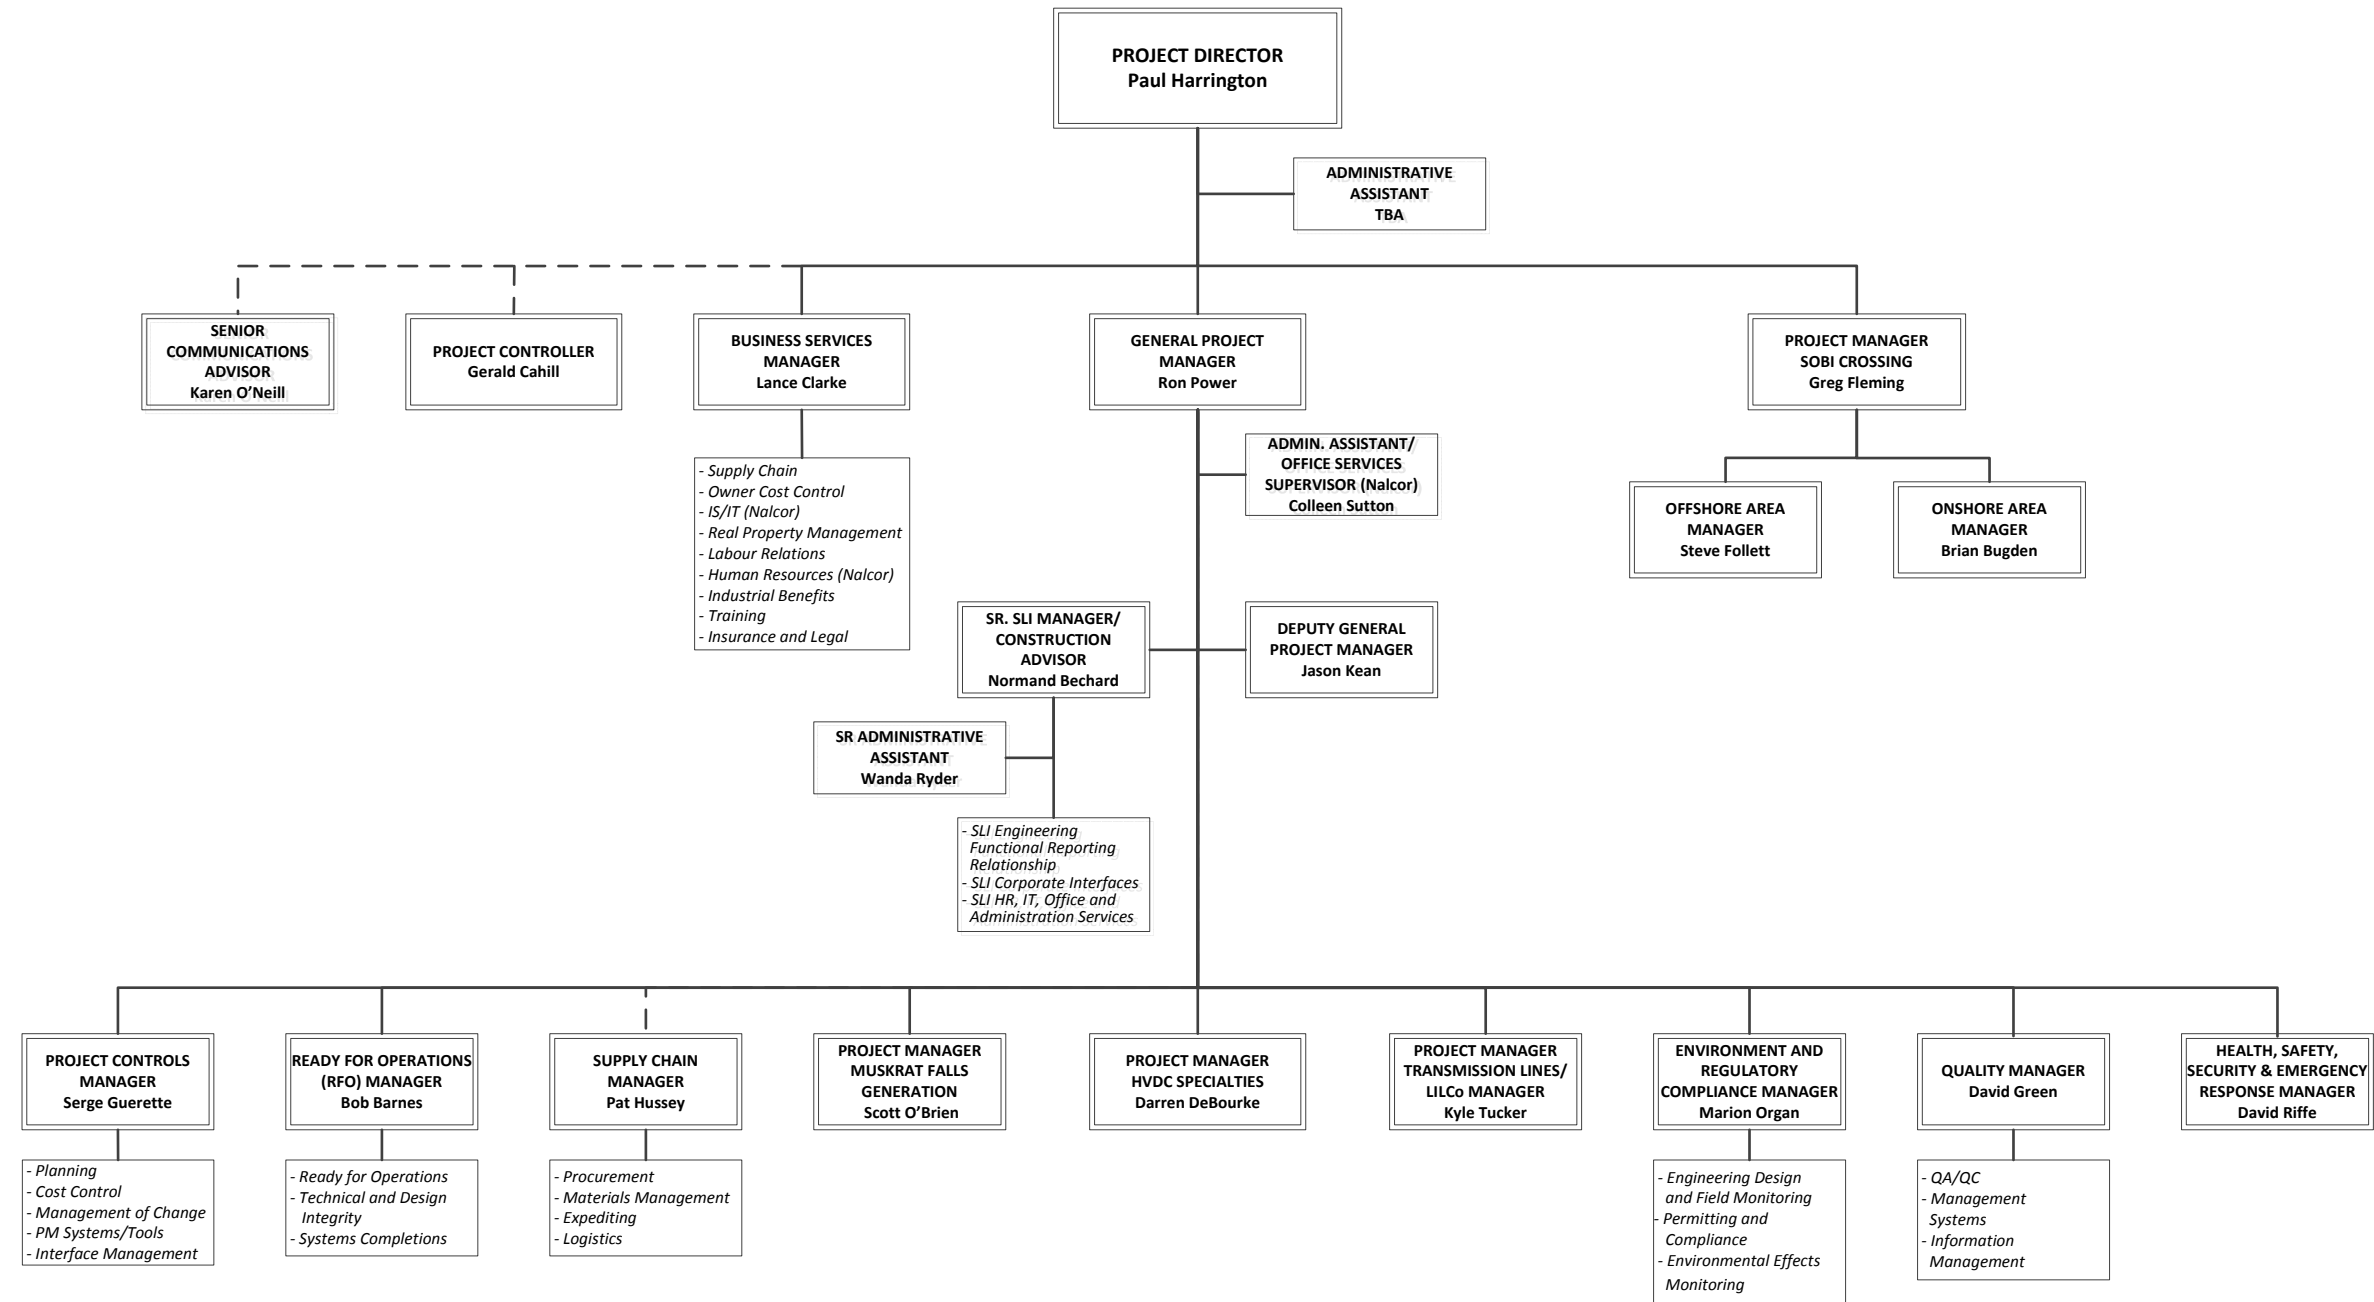 PROJECT DIRECTOR
Paul Harrington
ADMINISTRATIVE
ASSISTANT
TBA
SENIOR
COMMUNICATIONS
ADVISOR
Karen O’Neill
PROJECT CONTROLLER
Gerald Cahill
BUSINESS SERVICES
MANAGER
Lance Clarke
GENERAL PROJECT
MANAGER
Ron Power
PROJECT MANAGER
SOBI CROSSING
Greg Fleming
- Supply Chain
- Owner Cost Control
- IS/IT (Nalcor)
- Real Property Management
- Labour Relations
- Human Resources (Nalcor)
- Industrial Benefits
- Training
- Insurance and Legal
ADMIN. ASSISTANT/
OFFICE SERVICES
SUPERVISOR (Nalcor)
Colleen Sutton
OFFSHORE AREA
MANAGER
Steve Follett
ONSHORE AREA
MANAGER
Brian Bugden
SR. SLI MANAGER/
CONSTRUCTION
ADVISOR
Normand Bechard
DEPUTY GENERAL
PROJECT MANAGER
Jason Kean
SR ADMINISTRATIVE
ASSISTANT
Wanda Ryder
- SLI Engineering
Functional Reporting
Relationship
- SLI Corporate Interfaces
- SLI HR, IT, Office and
Administration Services
PROJECT CONTROLS
MANAGER
Serge Guerette
READY FOR OPERATIONS
(RFO) MANAGER
Bob Barnes
SUPPLY CHAIN
MANAGER
Pat Hussey
PROJECT MANAGER
MUSKRAT FALLS
GENERATION
Scott O’Brien
PROJECT MANAGER
HVDC SPECIALTIES
Darren DeBourke
PROJECT MANAGER
TRANSMISSION LINES/
LILCo MANAGER
Kyle Tucker
ENVIRONMENT AND
REGULATORY
COMPLIANCE MANAGER
Marion Organ
QUALITY MANAGER
David Green
HEALTH, SAFETY,
SECURITY & EMERGENCY
RESPONSE MANAGER
David Riffe
- Planning
- Cost Control
- Management of Change
- PM Systems/Tools
- Interface Management
- Ready for Operations
- Technical and Design
Integrity
- Systems Completions
- Procurement
- Materials Management
- Expediting
- Logistics
- Engineering Design
and Field Monitoring
- Permitting and
Compliance
- Environmental Effects
Monitoring
- QA/QC
- Management
Systems
- Information
Management